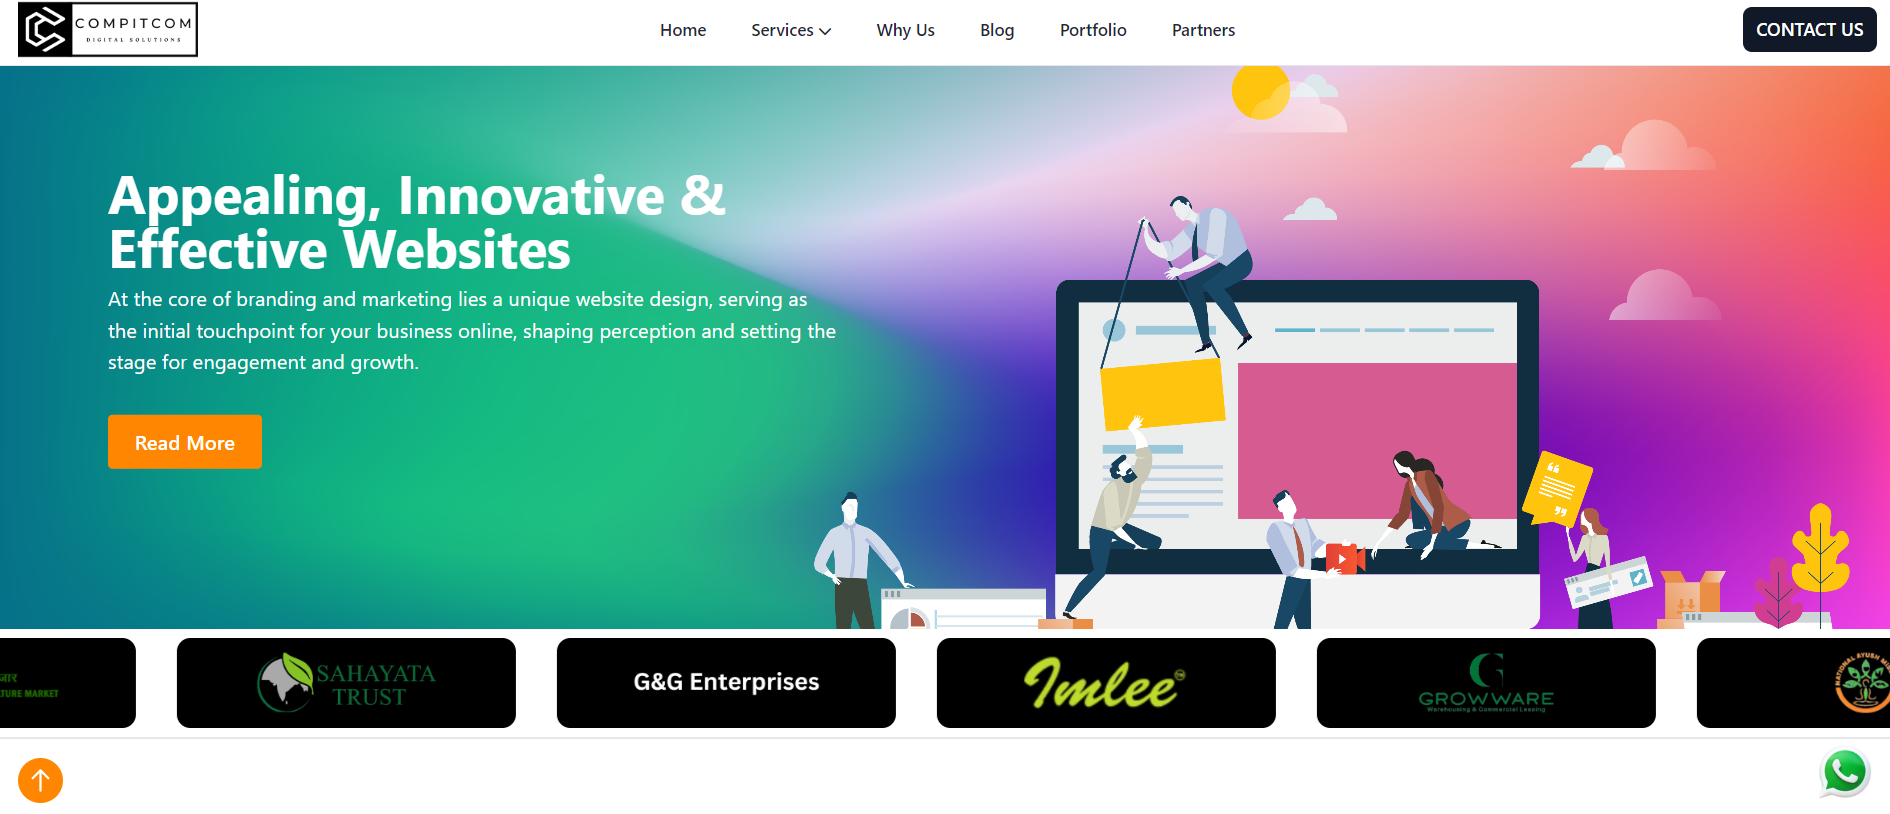 COMPITCOM
DIGITAL SOLUTIONS
Home
Services
Why Us
Blog
Portfolio
Partners
CONTACT US
Appealing, Innovative &
Effective Websites
At the core of branding and marketing lies a unique website design, serving as
the initial touchpoint for your business online, shaping perception and setting the
stage for engagement and growth.
Read More
TURE MARKET
SAHAYATA
TRUST
G&G Enterprises
Imlee™
GROWWARE
Warehousing & Commercial Leasing
NATIONAL AYUSH